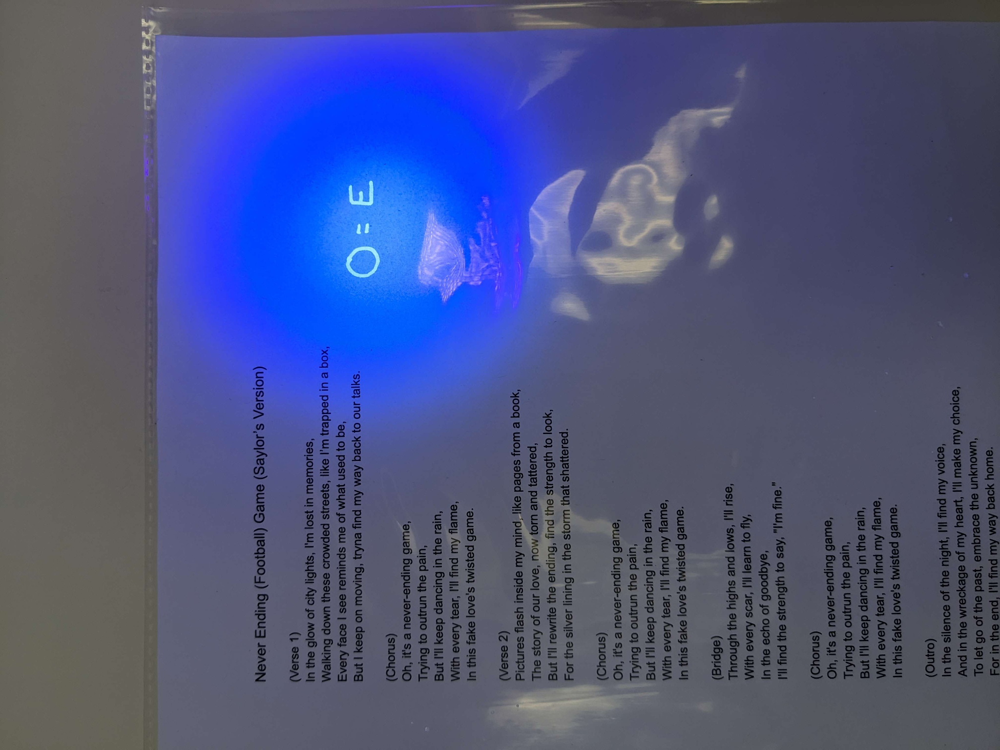 Never Ending (Football) Game (Saylor's Version)
(Verse 1)
In the glow of city lights, I'm lost in memories,
Walking down these crowded streets, like I'm trapped in a box,
Every face I see reminds me of what used to be,
But I keep on moving, tryna find my way back to our talks.
O = E
(Chorus)
Oh, it's a never-ending game,
Trying to outrun the pain,
But I'll keep dancing in the rain,
With every tear, I'll find my flame,
In this fake love's twisted game.
(Verse 2)
Pictures flash inside my mind, like pages from a book,
The story of our love, now torn and tattered,
But I'll rewrite the ending, find the strength to look,
For the silver lining in the storm that shattered.
(Chorus)
Oh, it's a never-ending game,
Trying to outrun the pain,
But I'll keep dancing in the rain,
With every tear, I'll find my flame,
In this fake love's twisted game.
(Bridge)
Through the highs and lows, I'll rise,
With every scar, I'll learn to fly,
In the echo of goodbye,
I'll find the strength to say, "I'm fine."
(Chorus)
Oh, it's a never-ending game,
Trying to outrun the pain,
But I'll keep dancing in the rain,
With every tear, I'll find my flame,
In this fake love's twisted game.
(Outro)
In the silence of the night, I'll find my voice,
And in the wreckage of my heart, I'll make my choice,
To let go of the past, embrace the unknown,
For in the end, I'll find my way back home.